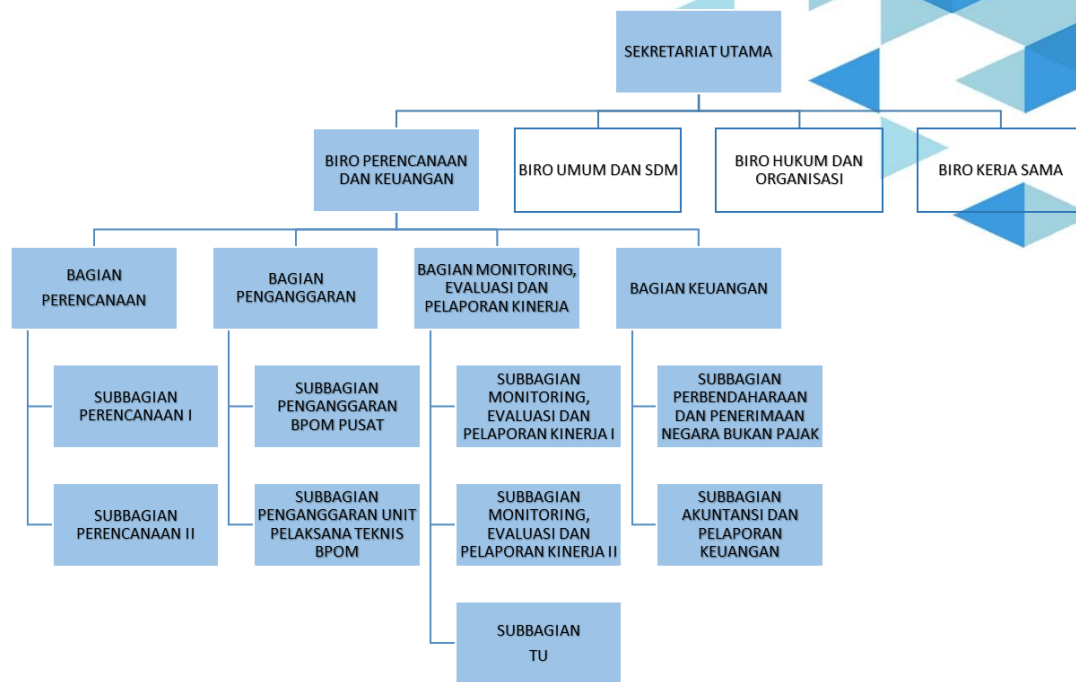 SEKRETARIAT UTAMA
BIRO PERENCANAAN
DAN KEUANGAN
BIRO UMUM DAN SDM
BIRO HUKUM DAN
ORGANISASI
BIRO KERJA SAMA
BAGIAN
PERENCANAAN
BAGIAN
PENGANGGARAN
BAGIAN MONITORING,
EVALUASI DAN
PELAPORAN KINERJA
BAGIAN KEUANGAN
SUBBAGIAN
PERENCANAAN I
SUBBAGIAN
PENGANGGARAN
BPOM PUSAT
SUBBAGIAN
MONITORING,
EVALUASI DAN
PELAPORAN KINERJA I
SUBBAGIAN
PERBENDAHARAAN
DAN PENERIMAAN
NEGARA BUKAN PAJAK
SUBBAGIAN
PERENCANAAN II
SUBBAGIAN
PENGANGGARAN UNIT
PELAKSANA TEKNIS
BPOM
SUBBAGIAN
MONITORING,
EVALUASI DAN
PELAPORAN KINERJA II
SUBBAGIAN
AKUNTANSI DAN
PELAPORAN
KEUANGAN
SUBBAGIAN
TU